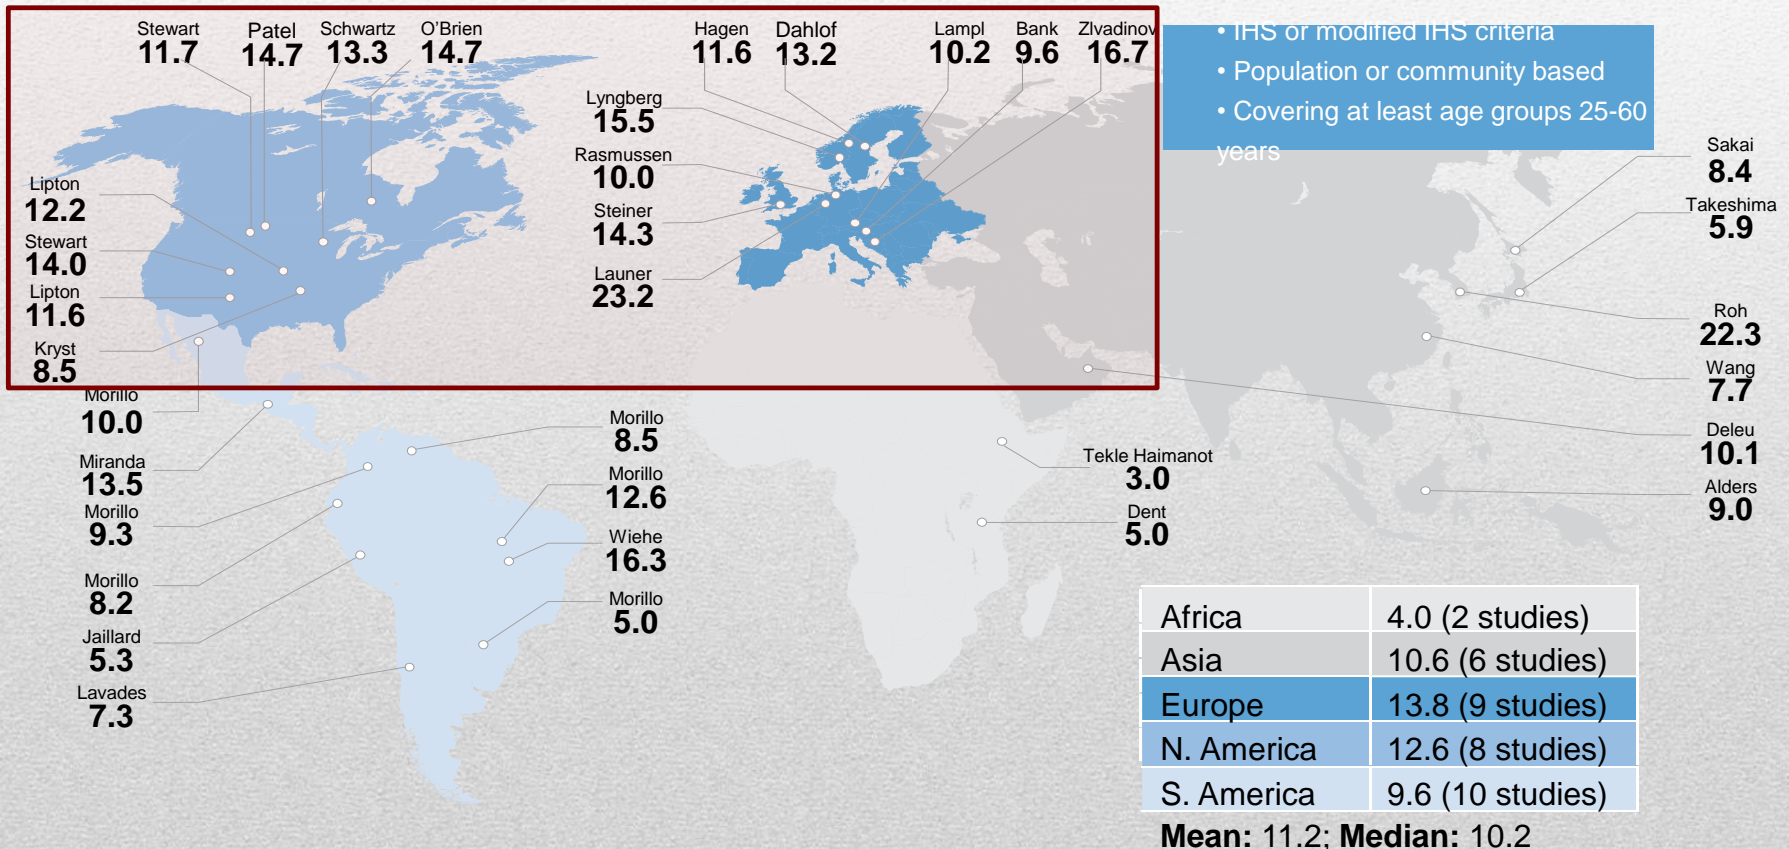 Stewart
11.7
Patel
14.7
Schwartz
13.3
O'Brien
14.7
Hagen
11.6
Dahlof
13.2
Lampl
10.2
Bank
9.6
Zlvadinov
16.7
• IHS or modified IHS criteria
• Population or community based
• Covering at least age groups 25-60
years
Lyngberg
15.5
Rasmussen
10.0
Steiner
14.3
Launer
23.2
Lipton
12.2
Stewart
14.0
Lipton
11.6
Kryst
8.5
Morillo
10.0
Miranda
13.5
Morillo
9.3
Morillo
8.2
Jaillard
5.3
Lavades
7.3
Morillo
8.5
Morillo
12.6
Wiehe
16.3
Morillo
5.0
Tekle Haimanot
3.0
Dent
5.0
Sakai
8.4
Takeshima
5.9
Roh
22.3
Wang
7.7
Deleu
10.1
Alders
9.0
Africa 4.0 (2 studies)
Asia 10.6 (6 studies)
Europe 13.8 (9 studies)
N. America 12.6 (8 studies)
S. America 9.6 (10 studies)
Mean: 11.2; Median: 10.2